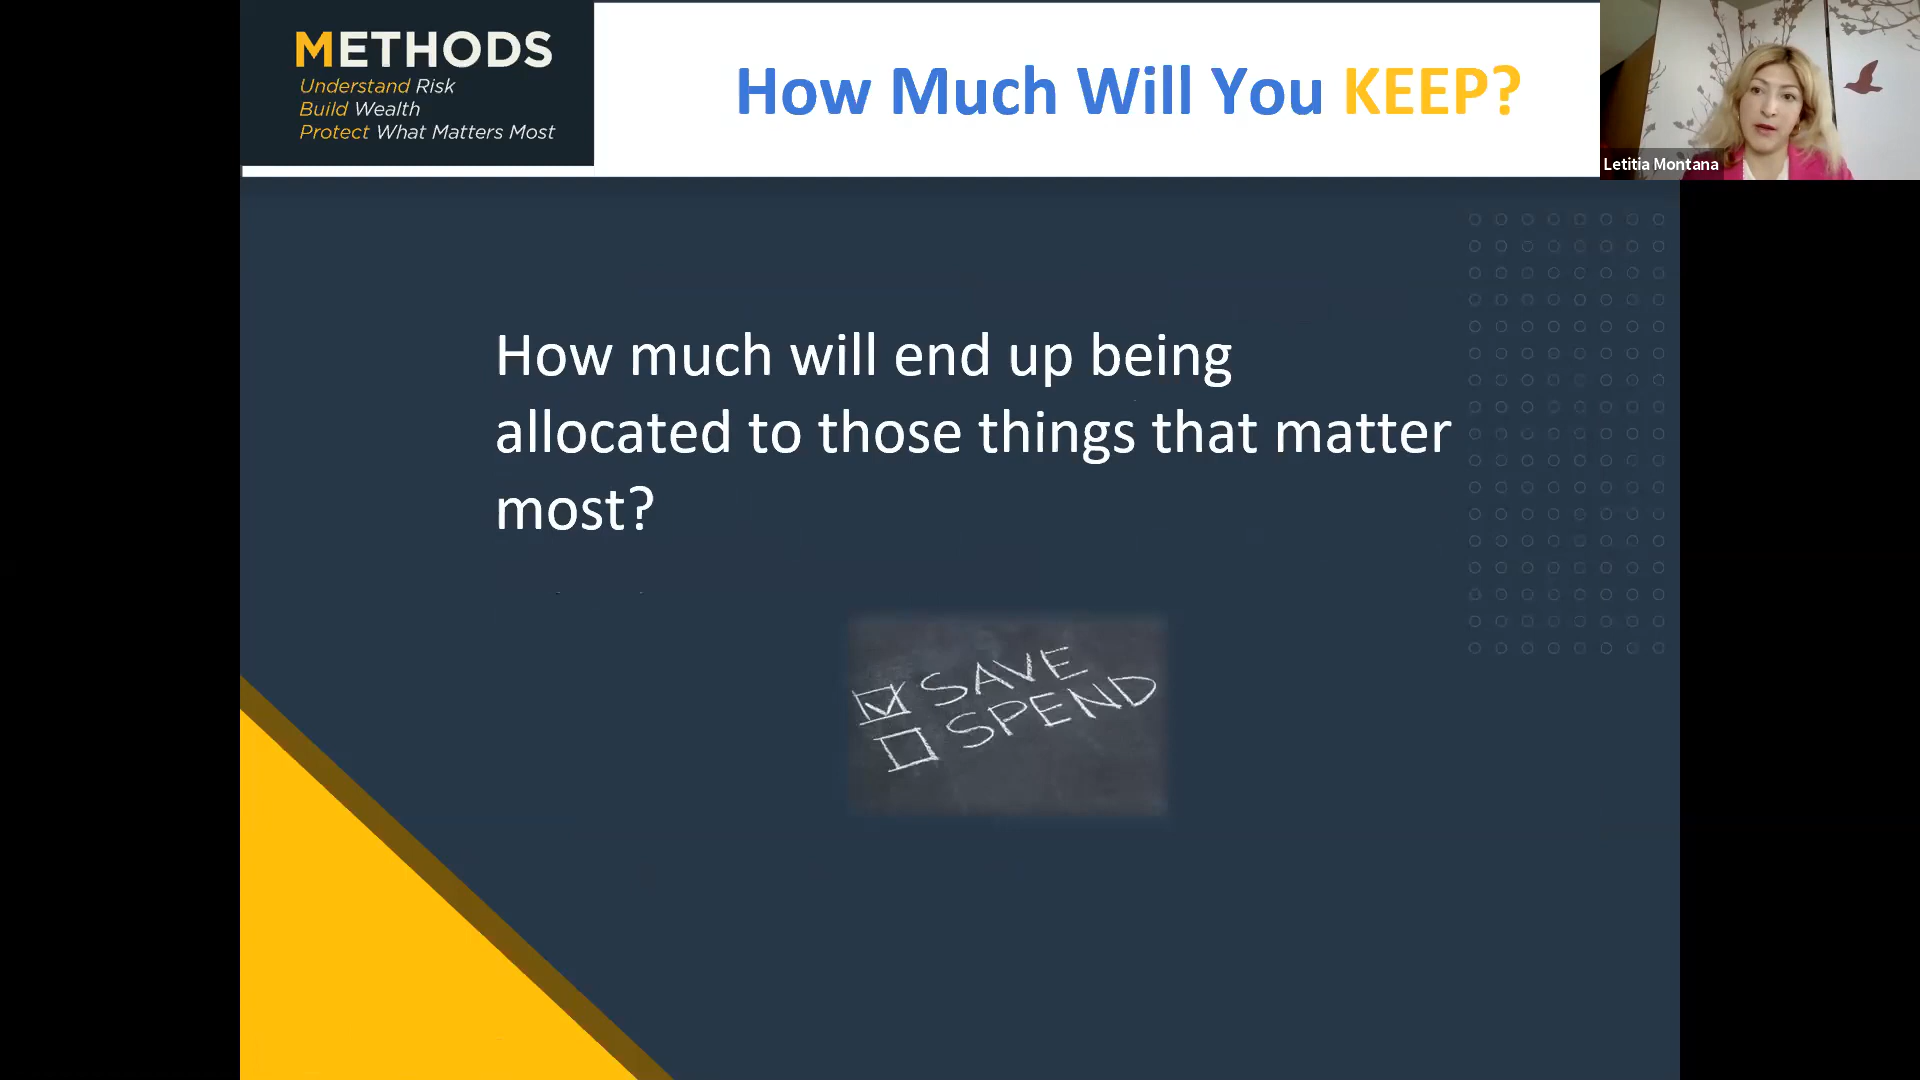 METHODS
Understand Risk
Build Wealth
Protect What Matters Most
How Much Will You KEEP?
Letitia Montana
How much will end up being
allocated to those things that matter
most?
SAVE
SPEND